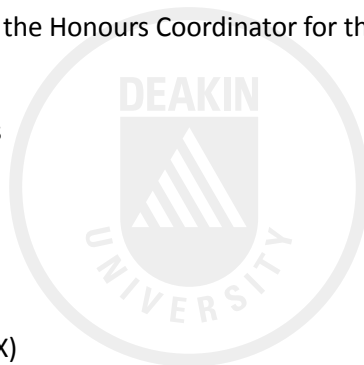 the Honours Coordinator for th
DEAKIN
s
UNIVERSITY
X)